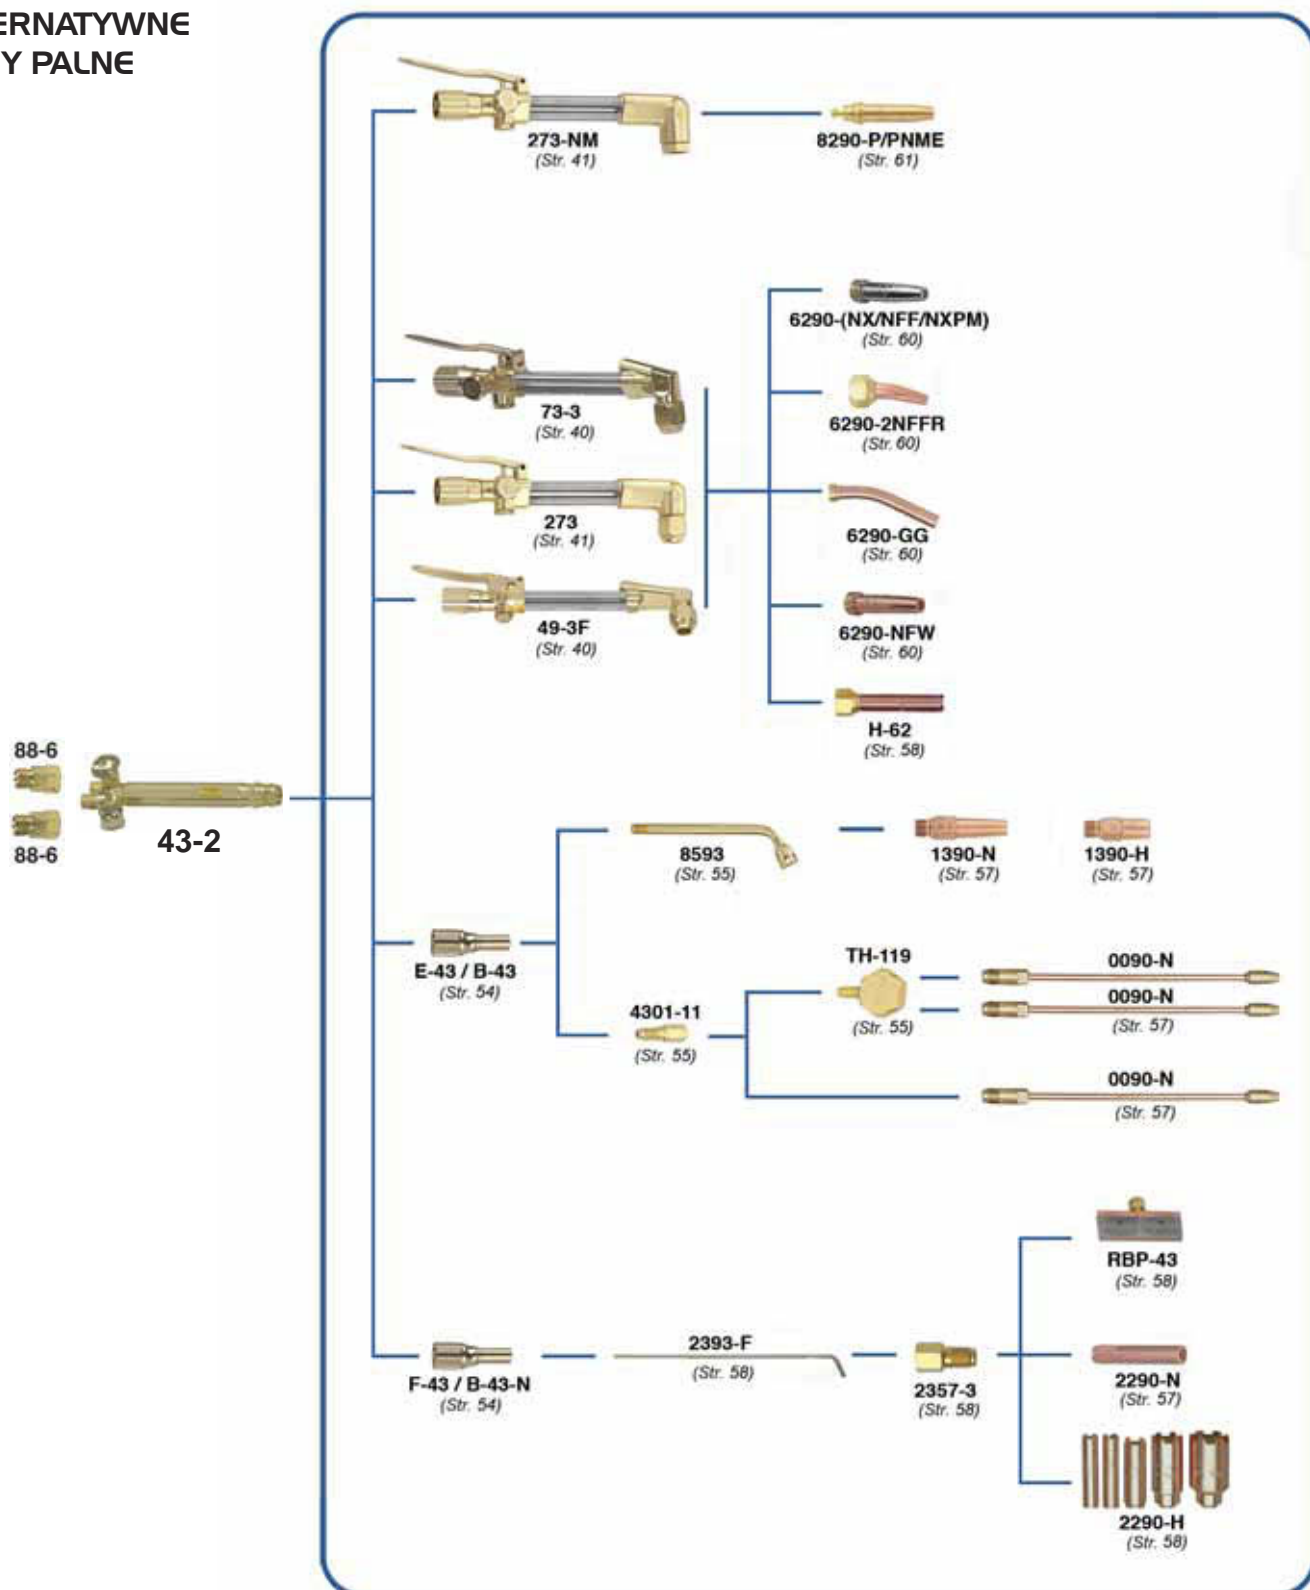 ERNATYWNE
Y PALNE
273-NM
(Str. 41)
8290-P/PNME
(Str. 61)
6290-(NX/NFF/NXPM)
(Str. 60)
73-3
(Str. 40)
6290-2NFFR
(Str. 60)
273
(Str. 41)
6290-GG
(Str. 60)
49-3F
(Str. 40)
6290-NFW
(Str. 60)
H-62
(Str. 58)
88-6
88-6
43-2
8593
(Str. 55)
1390-N
(Str. 57)
1390-H
(Str. 57)
E-43 / B-43
(Str. 54)
TH-119
(Str. 55)
0090-N
0090-N
(Str. 57)
4301-11
(Str. 55)
0090-N
(Str. 57)
RBP-43
(Str. 58)
F-43 / B-43-N
(Str. 54)
2393-F
(Str. 58)
2357-3
(Str. 58)
2290-N
(Str. 57)
2290-H
(Str. 58)